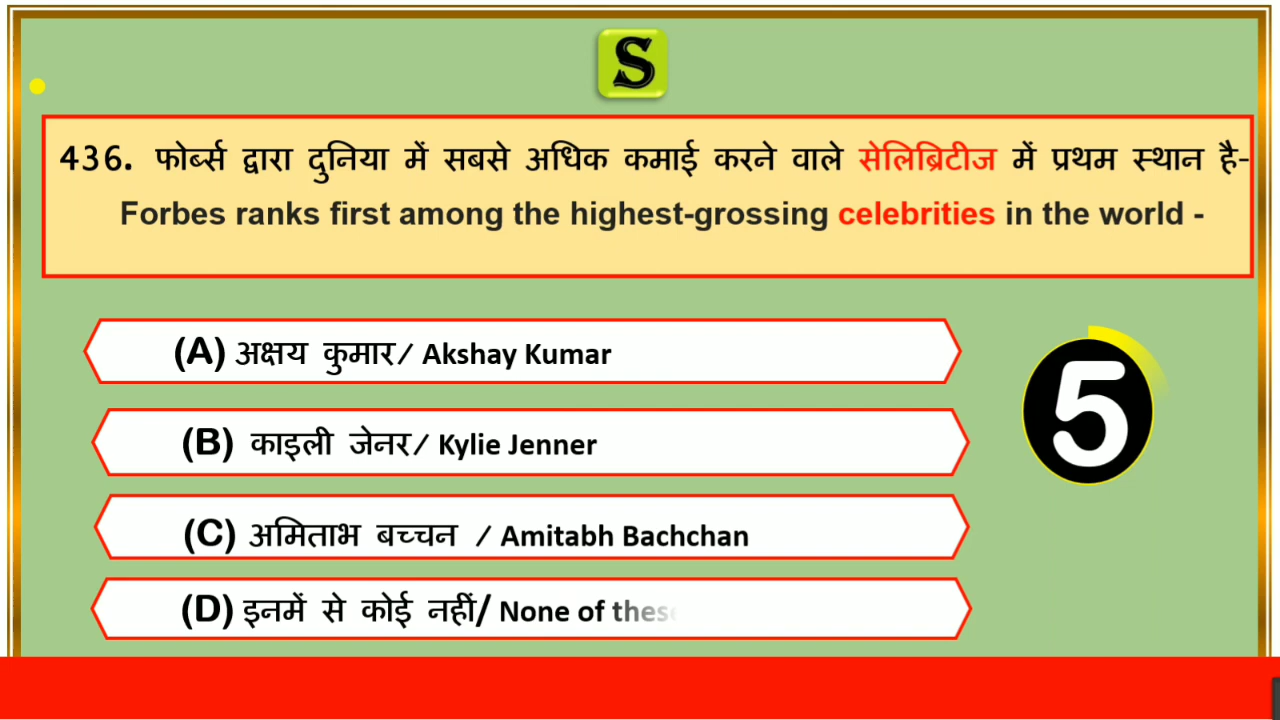 S
436. फोर्ब्स द्वारा दुनिया में सबसे अधिक कमाई करने वाले सेलिब्रिटीज में प्रथम स्थान है-
Forbes ranks first among the highest-grossing celebrities in the world -
(A) अक्षय कुमार/ Akshay Kumar
(B) काइली जेनर/ Kylie Jenner
5
(C) अमिताभ बच्चन / Amitabh Bachchan
(D) इनमें से कोई नहीं/ None of these